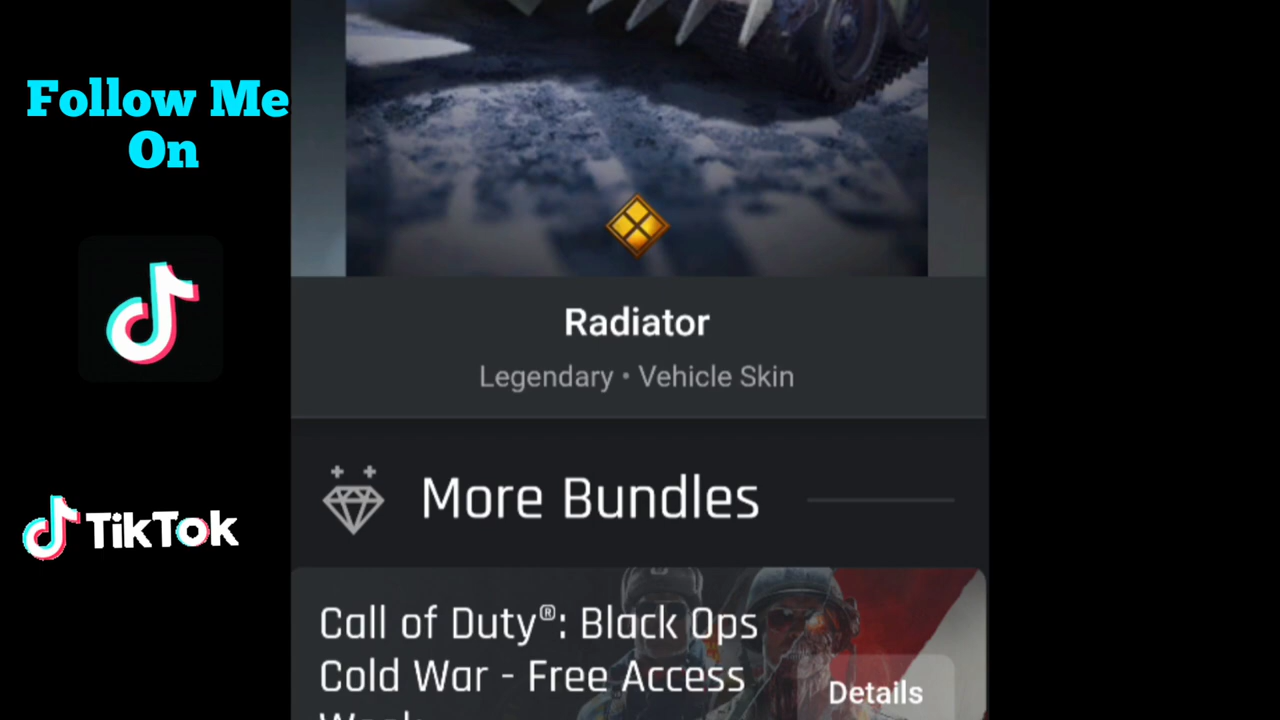 Follow Me
On
TikTok
Radiator
Legendary • Vehicle Skin
More Bundles
Call of Duty®: Black Ops
Cold War - Free Access
Details